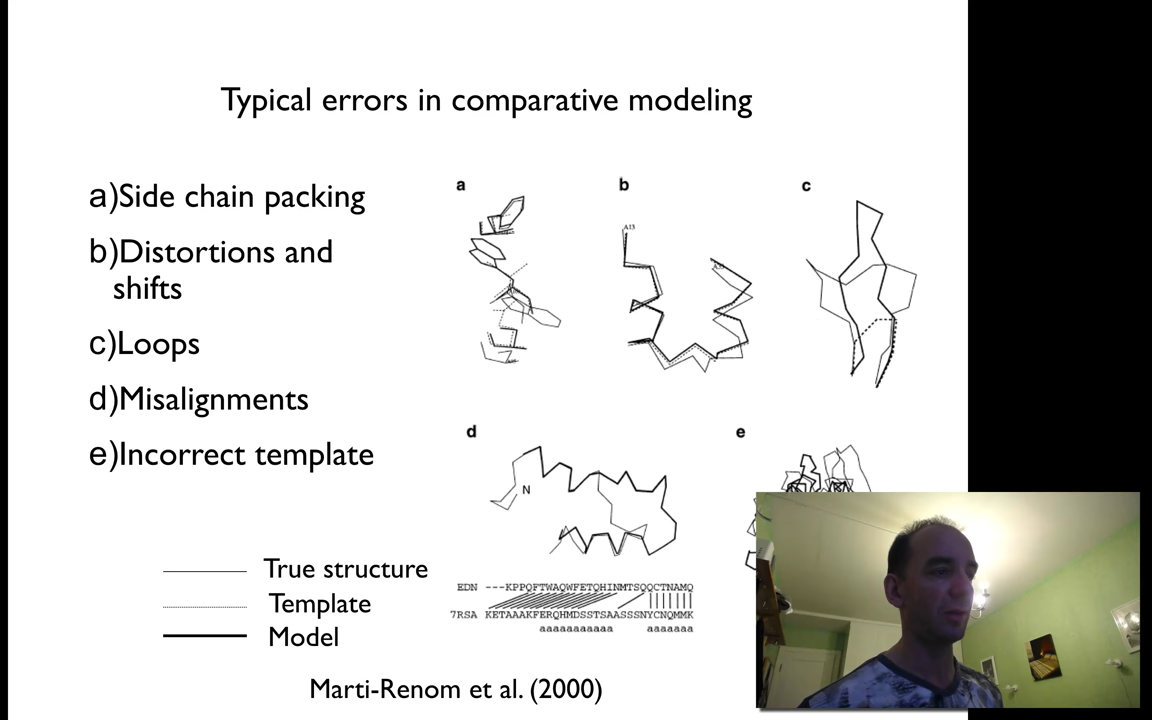 Typical errors in comparative modeling
a)Side chain packing
b)Distortions and
shifts
c)Loops
d)Misalignments
e)Incorrect template
a
b
c
A13
d
e
N
True structure
Template
Model
EDN ---KPPQFTWAQWFETQHINMTSQQCTNAMQ
7RSA KETAAAKFERQHMDSSTSAASSSNYCNQMMK
aaaaaaaaaaa aaaaaaa
Marti-Renom et al. (2000)